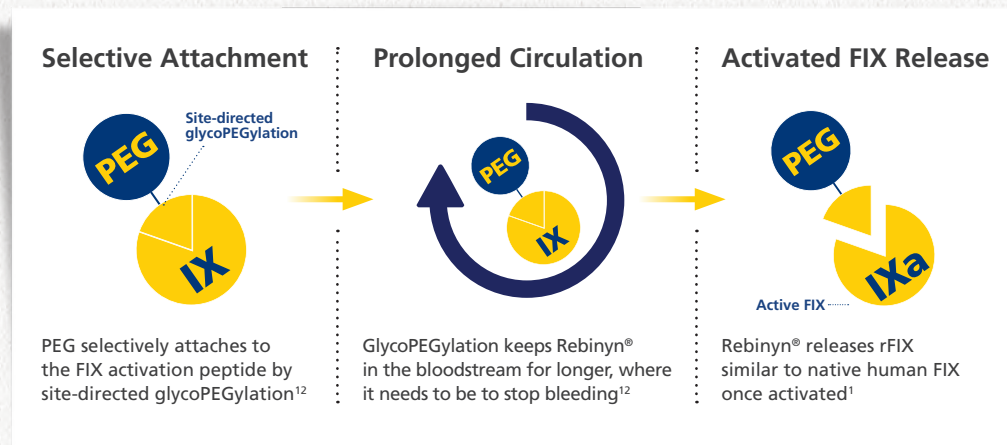 Selective Attachment
PEG
Site-directed
glycoPEGylation
IX
PEG selectively attaches to
the FIX activation peptide by
site-directed glycoPEGylation¹²
Prolonged Circulation
PEG
IX
GlycoPEGylation keeps Rebinyn®
in the bloodstream for longer, where
it needs to be to stop bleeding¹²
Activated FIX Release
PEG
IXa
Active FIX
Rebinyn® releases rFIX
similar to native human FIX
once activated¹